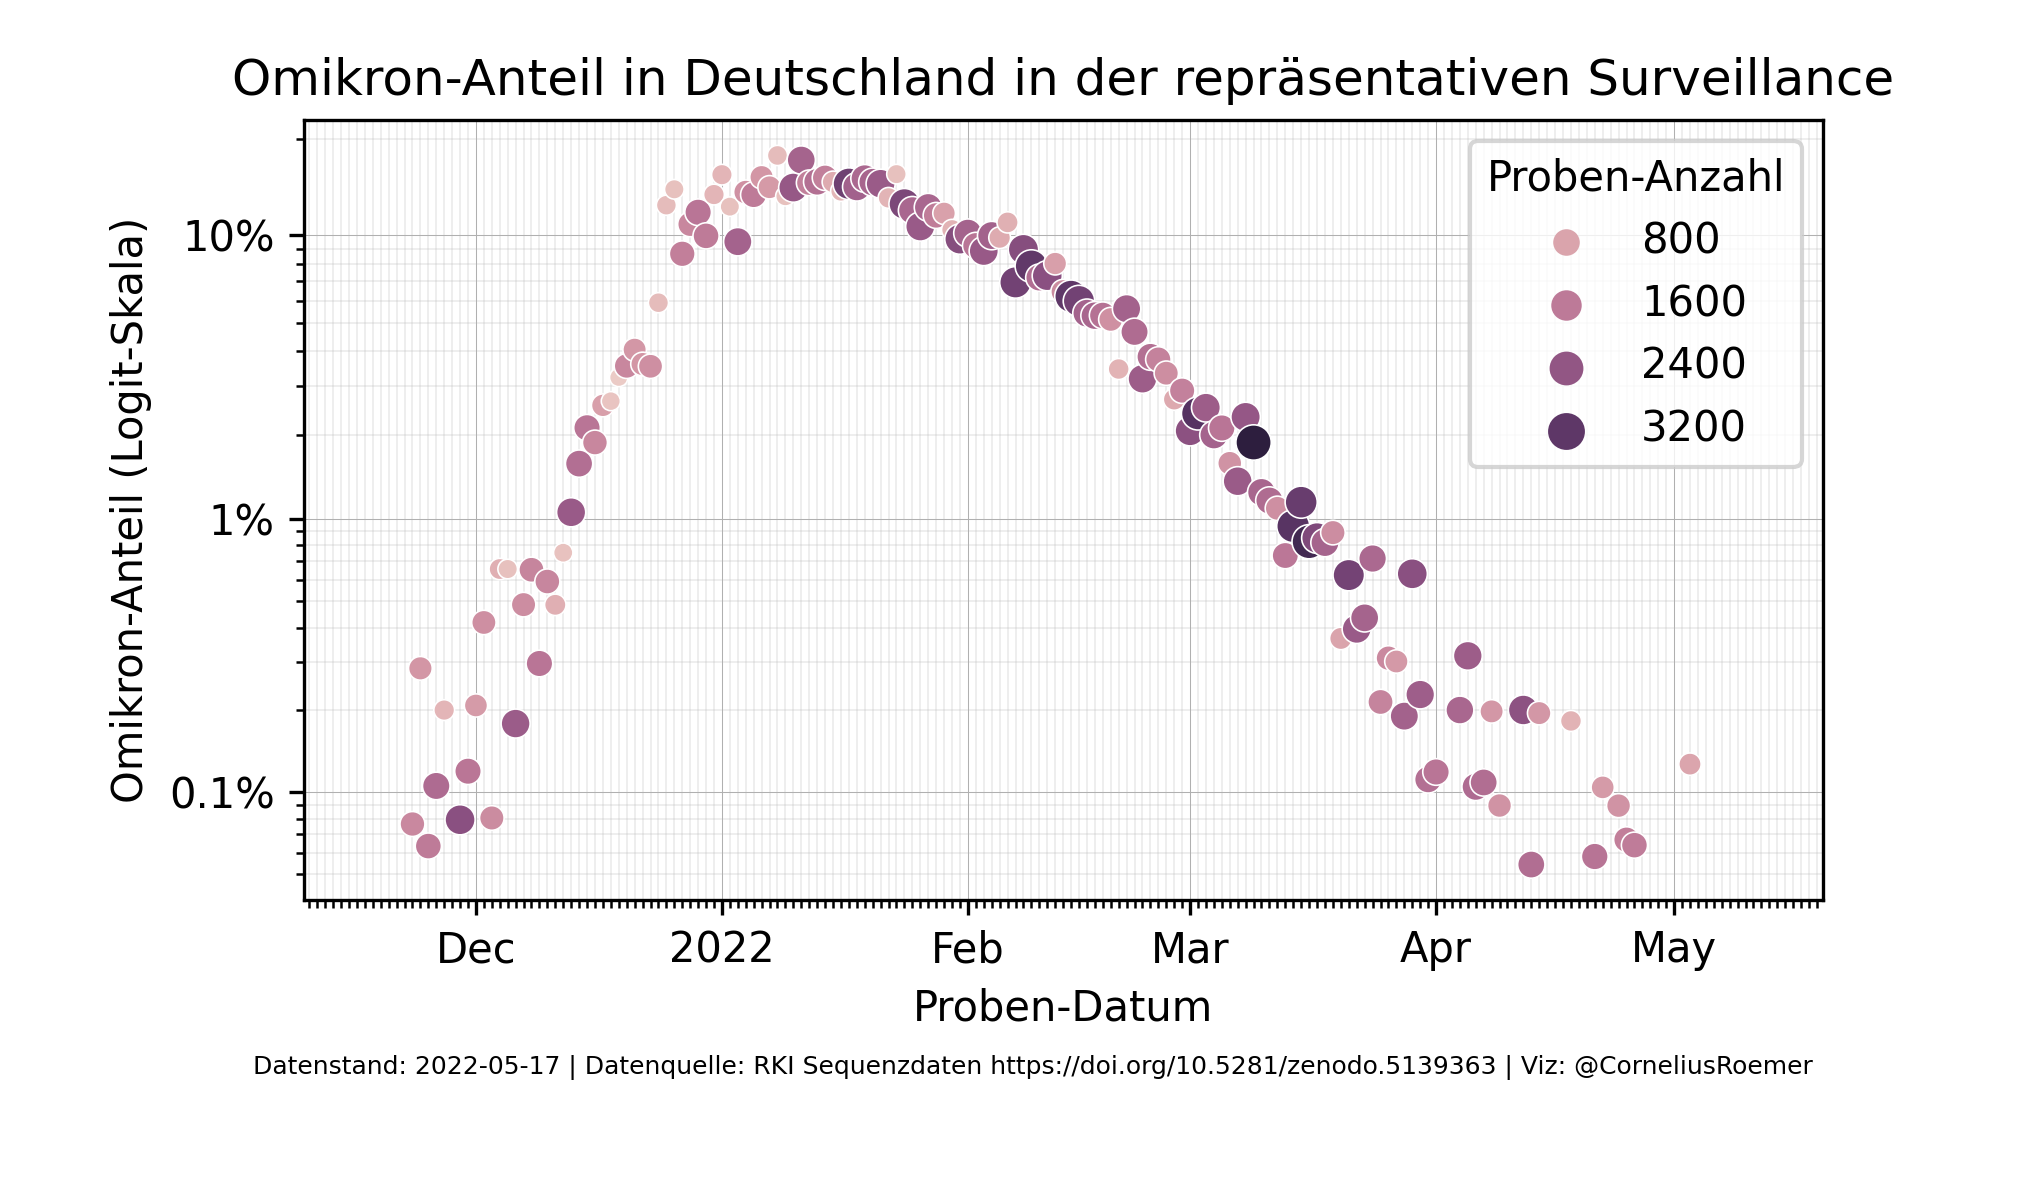 Omikron-Anteil in Deutschland in der repräsentativen Surveillance
Omikron-Anteil (Logit-Skala)
10%
1%
0.1%
Proben-Anzahl
800
1600
2400
3200
Dec 2022 Feb Mar Apr May
Proben-Datum
Datenstand: 2022-05-17 | Datenquelle: RKI Sequenzdaten https://doi.org/10.5281/zenodo.5139363 | Viz: @CorneliusRoemer